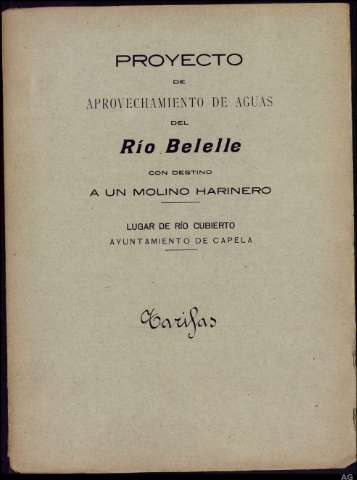 PROYECTO
DE
APROVECHAMIENTO DE AGUAS
DEL
Río Belelle
CON DESTINO
A UN MOLINO HARINERO
LUGAR DE RÍO CUBIERTO
AYUNTAMIENTO DE CAPELA
Tarifas
AG